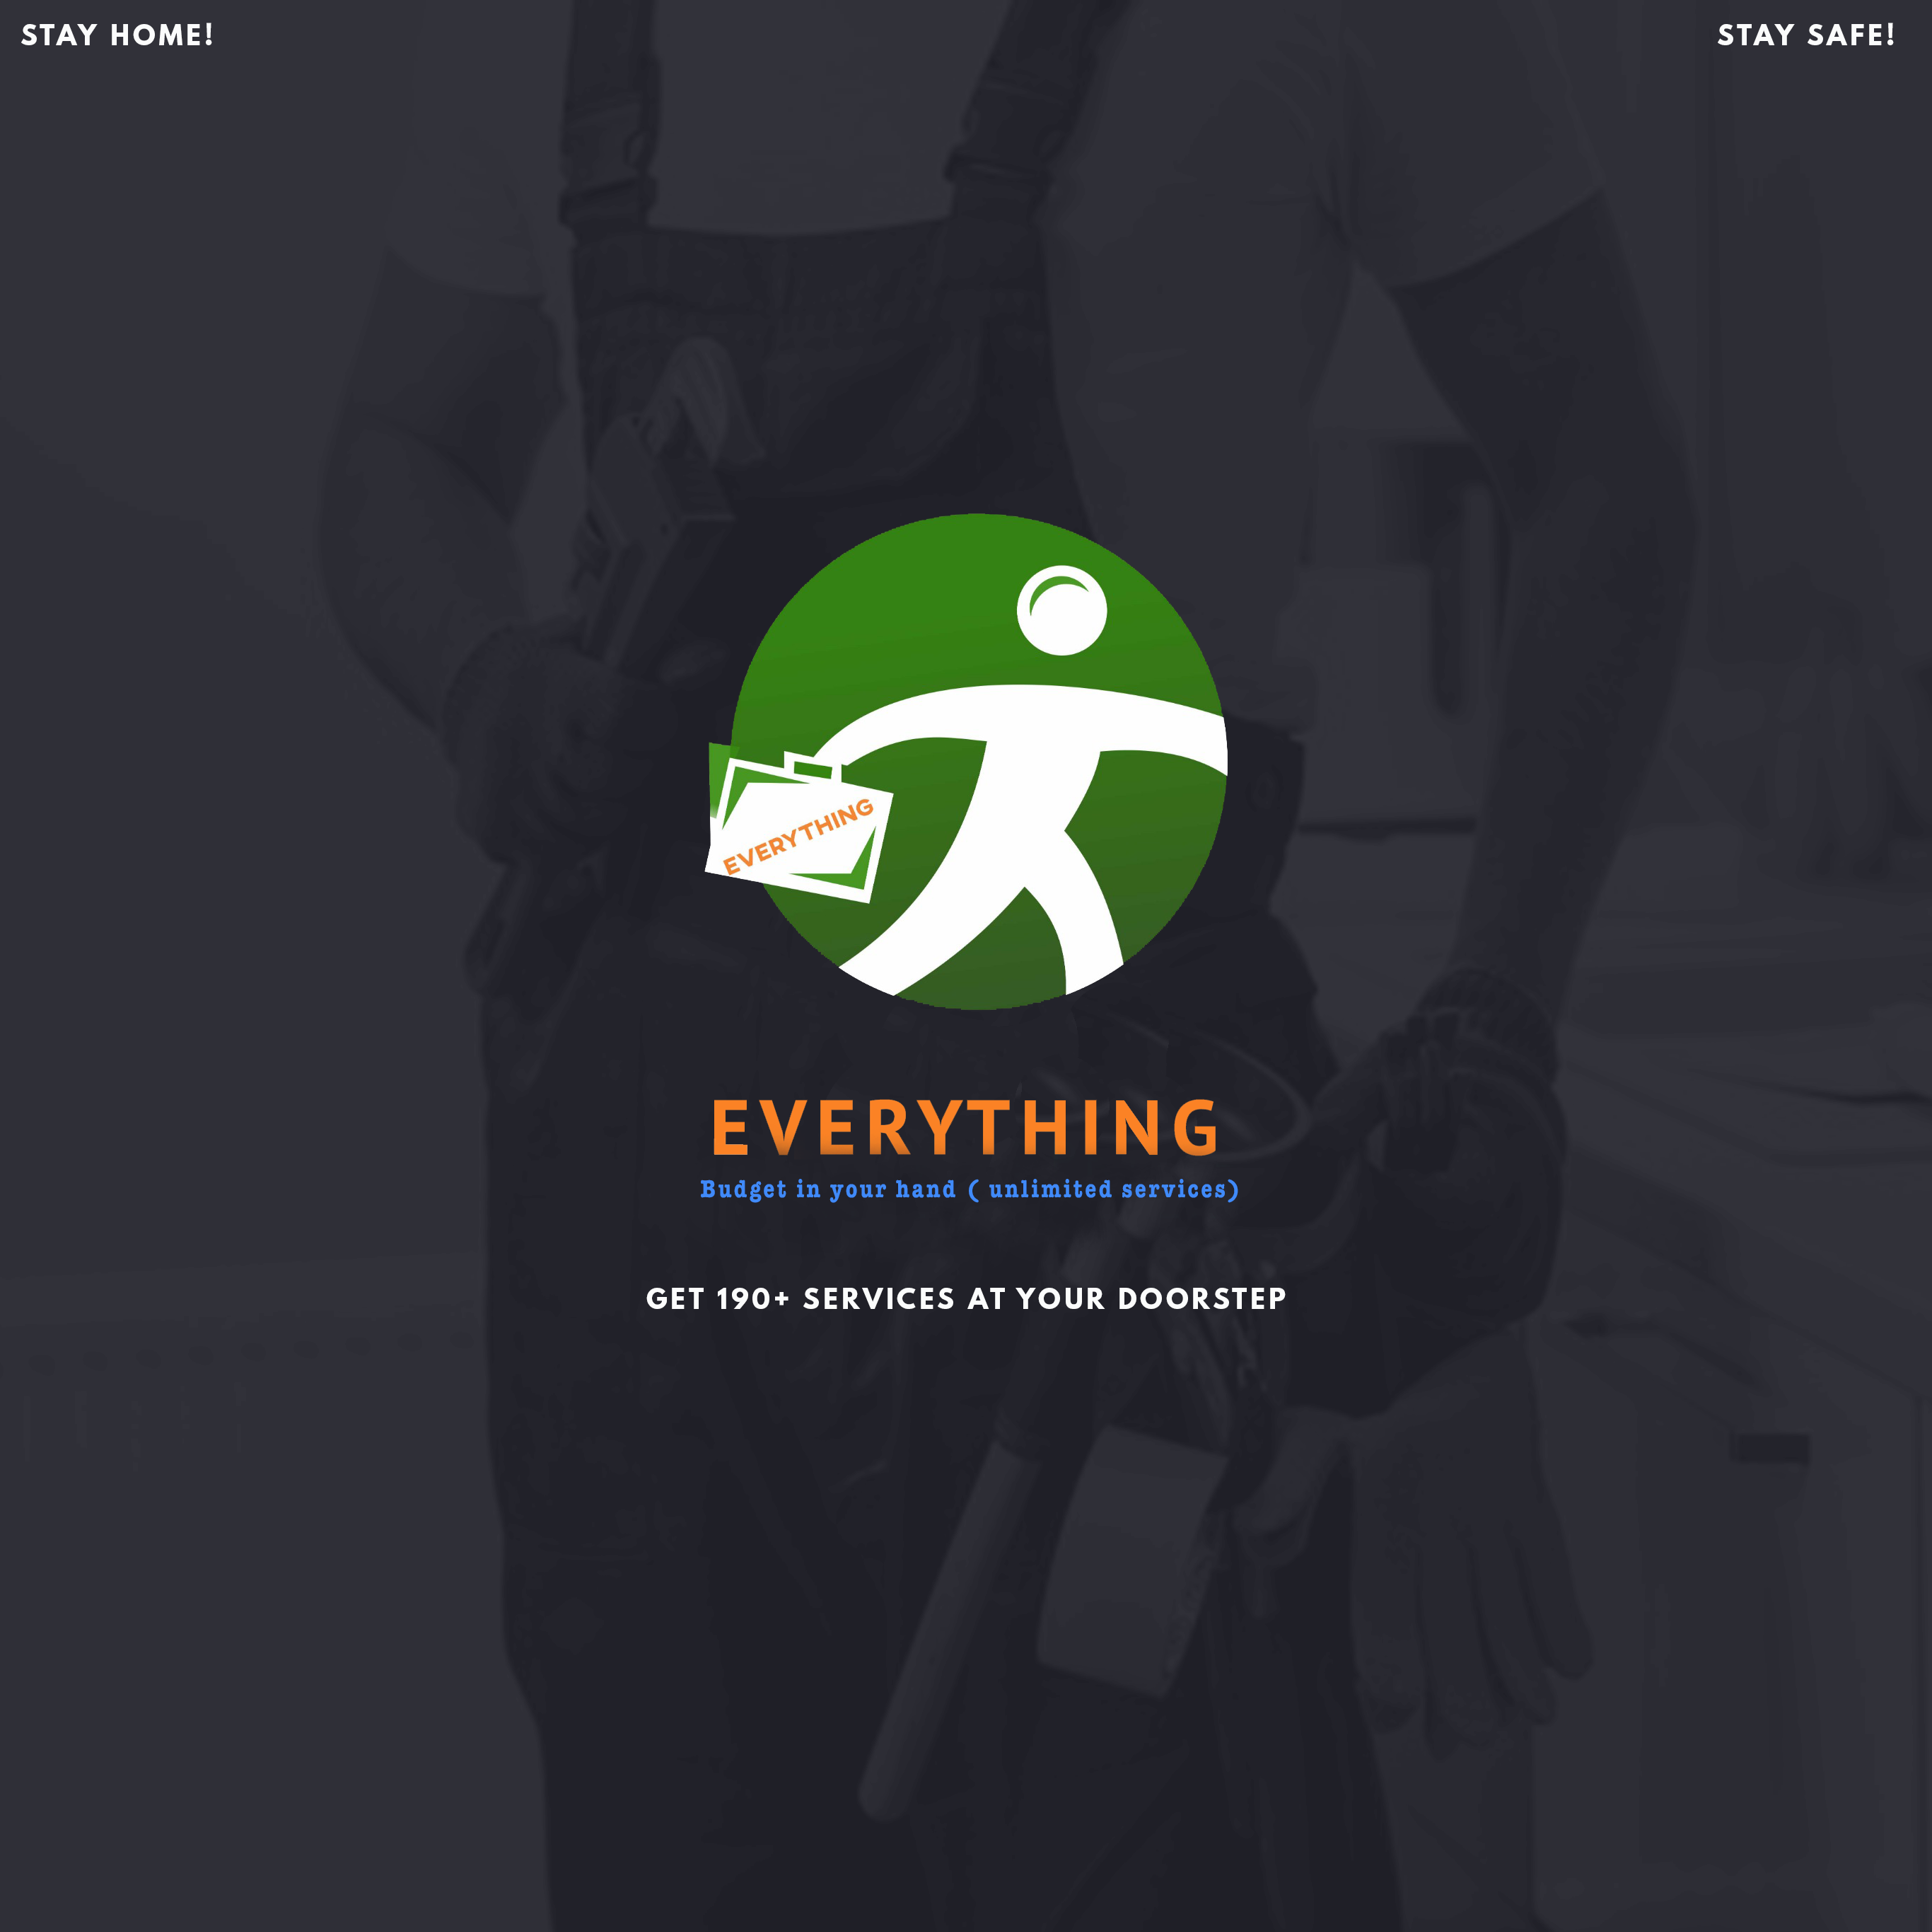 STAY HOME!
STAY SAFE!
EVERYTHING
EVERYTHING
Budget in your hand ( unlimited services)
GET 190+ SERVICES AT YOUR DOORSTEP